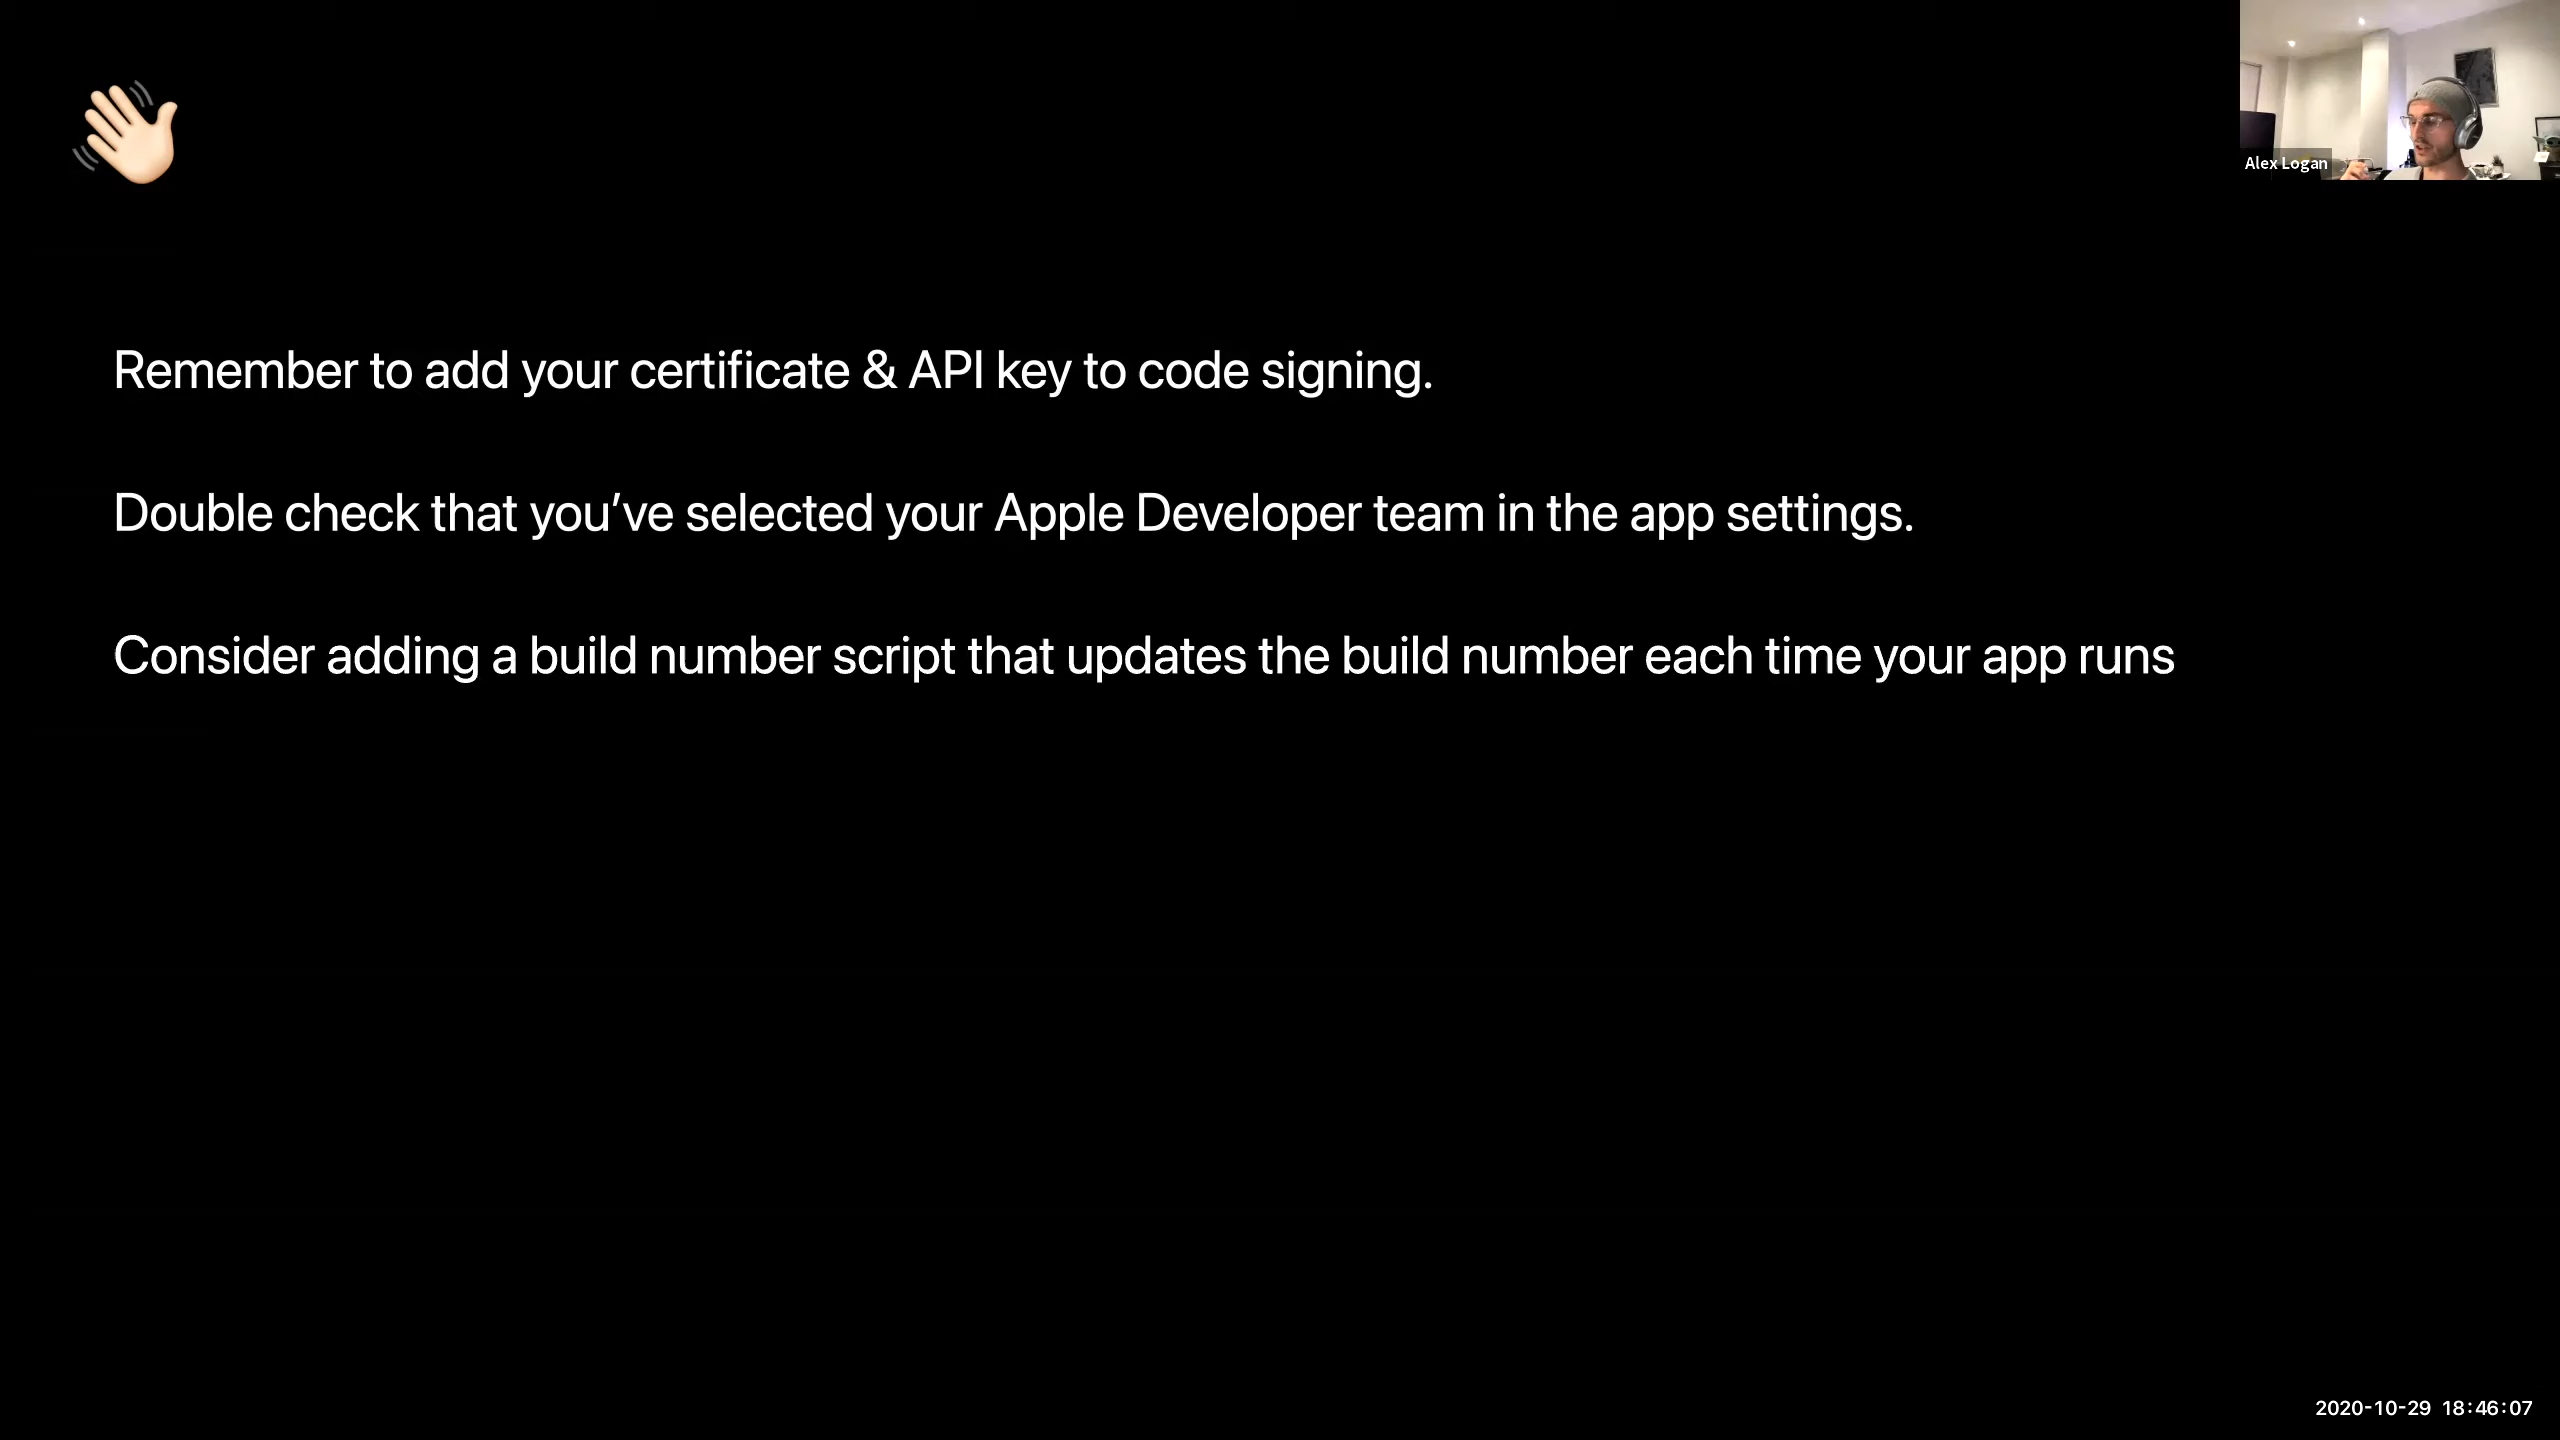 Alex Logan
Remember to add your certificate & API key to code signing.
Double check that you’ve selected your Apple Developer team in the app settings.
Consider adding a build number script that updates the build number each time your app runs
2020-10-29 18:46:07